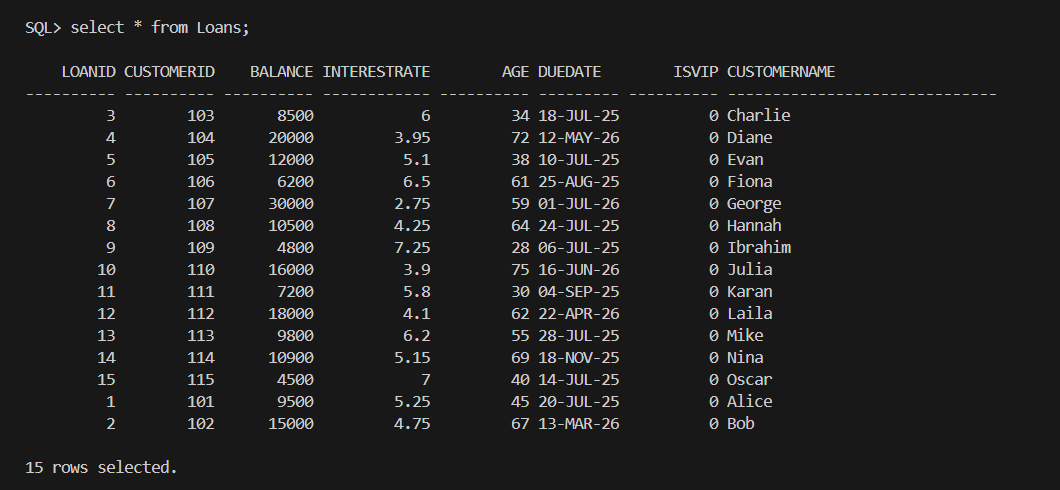 SQL> select * from Loans;
LOANID CUSTOMERID BALANCE INTERESTRATE AGE DUEDATE ISVIP CUSTOMERNAME
---------- ---------- ---------- ------------ ---------- --------- ---------- ------------------------------
3 103 8500 6 34 18-JUL-25 0 Charlie
4 104 20000 3.95 72 12-MAY-26 0 Diane
5 105 12000 5.1 38 10-JUL-25 0 Evan
6 106 6200 6.5 61 25-AUG-25 0 Fiona
7 107 30000 2.75 59 01-JUL-26 0 George
8 108 10500 4.25 64 24-JUL-25 0 Hannah
9 109 4800 7.25 28 06-JUL-25 0 Ibrahim
10 110 16000 3.9 75 16-JUN-26 0 Julia
11 111 7200 5.8 30 04-SEP-25 0 Karan
12 112 18000 4.1 62 22-APR-26 0 Laila
13 113 9800 6.2 55 28-JUL-25 0 Mike
14 114 10900 5.15 69 18-NOV-25 0 Nina
15 115 4500 7 40 14-JUL-25 0 Oscar
1 101 9500 5.25 45 20-JUL-25 0 Alice
2 102 15000 4.75 67 13-MAR-26 0 Bob
15 rows selected.